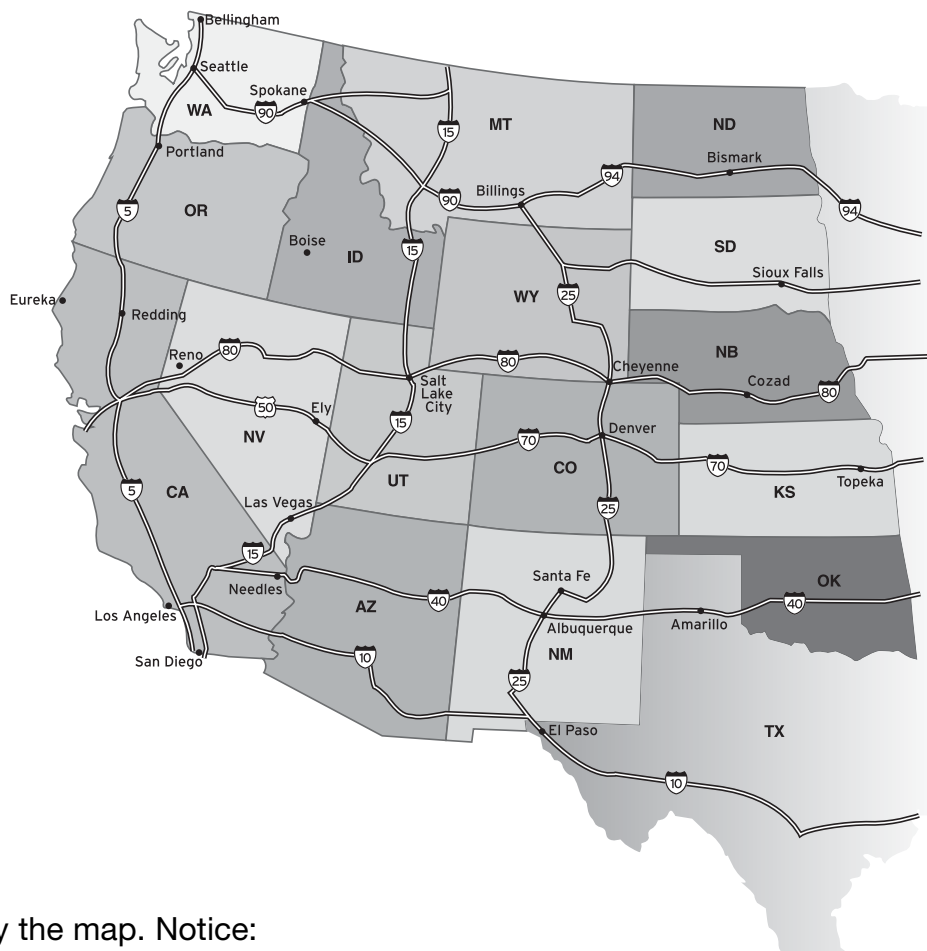 Bellingham
Seattle
Spokane
90
WA
15
MT
ND
Portland
Bismark
94
Billings
90
5
OR
94
Boise
ID
15
SD
Sioux Falls
WY
25
Eureka
Redding
Reno
80
80
NB
Cheyenne
Salt
Lake
City
Cozad
80
50
Ely
15
NV
Denver
70
CO
70
UT
KS
Topeka
5
CA
Las Vegas
25
15
Santa Fe
Needles
OK
AZ
40
40
Los Angeles
Albuquerque
Amarillo
San Diego
10
NM
25
El Paso
TX
10
y the map. Notice: